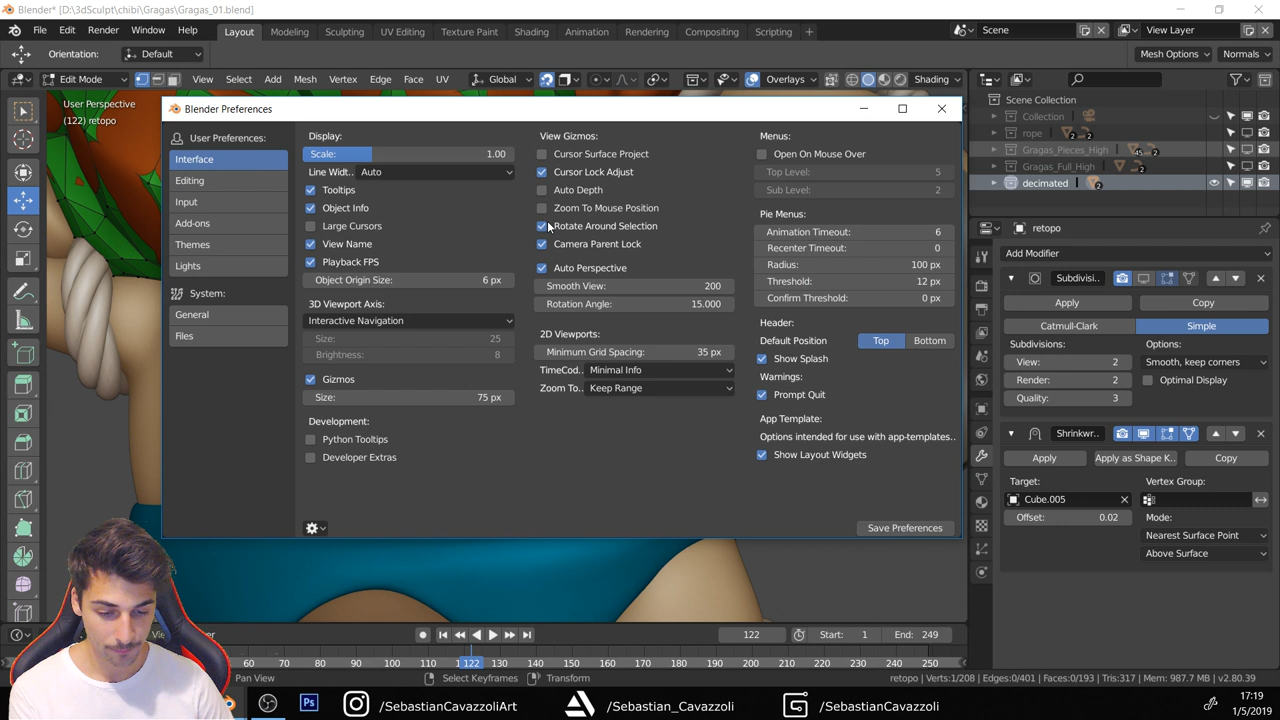 Blender* [D:\3dSculpt\chibi\Gragas\Gragas_01.blend]
File Edit Render Window Help Layout Modeling Sculpting UV Editing Texture Paint Shading Animation Rendering Compositing Scripting + Scene View Layer
Orientation: Default Mesh Options Normals
Edit Mode View Select Add Mesh Vertex Edge Face UV Global Overlays Shading
User Perspective
(122) retopo
Scene Collection
Collection
rope 2 2
Gragas_Pieces_High 45 2
Gragas_Full_High 2
decimated 2
retopo
Add Modifier
Subdivisi..
Apply Copy
Catmull-Clark Simple
Subdivisions: Options:
View: 2 Smooth, keep corners
Render: 2 Optimal Display
Quality: 3
Shrinkwr..
Apply Apply as Shape K.. Copy
Target: Vertex Group:
Cube.005
Offset: 0.02 Mode:
Nearest Surface Point
Above Surface
Blender Preferences
User Preferences:
Interface
Editing
Input
Add-ons
Themes
Lights
System:
General
Files
Display:
Scale: 1.00
Line Widt.. Auto
Tooltips
Object Info
Large Cursors
View Name
Playback FPS
Object Origin Size: 6 px
3D Viewport Axis:
Interactive Navigation
Size: 25
Brightness: 8
Gizmos
Size: 75 px
Development:
Python Tooltips
Developer Extras
View Gizmos:
Cursor Surface Project
Cursor Lock Adjust
Auto Depth
Zoom To Mouse Position
Rotate Around Selection
Camera Parent Lock
Auto Perspective
Smooth View: 200
Rotation Angle: 15.000
2D Viewports:
Minimum Grid Spacing: 35 px
TimeCod.. Minimal Info
Zoom To.. Keep Range
Menus:
Open On Mouse Over
Top Level: 5
Sub Level: 2
Pie Menus:
Animation Timeout: 6
Recenter Timeout: 0
Radius: 100 px
Threshold: 12 px
Confirm Threshold: 0 px
Header:
Default Position Top Bottom
Show Splash
Warnings:
Prompt Quit
App Template:
Options intended for use with app-templates..
Show Layout Widgets
Save Preferences
122 Start: 1 End: 249
60 70 80 90 100 110 122 130 140 150 160 170 180 190 200 210 220 230 240 250
Pan View Select Keyframes Transform retopo | Verts:1/208 | Edges:0/401 | Faces:0/193 | Tris:317 | Mem: 987.7 MB | v2.80.39
Ps /SebastianCavazzoliArt /Sebastian_Cavazzoli /SebastianCavazzoli
17:19
1/5/2019